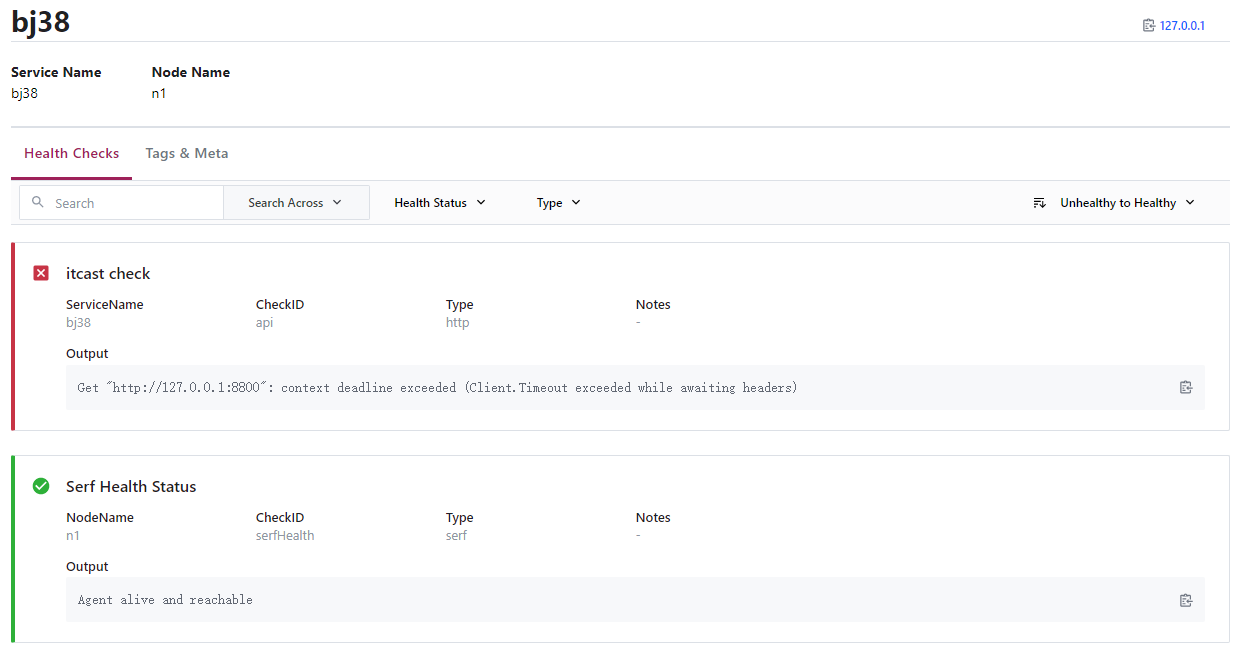 bj38
127.0.0.1
Service Name Node Name
bj38 n1
Health Checks Tags & Meta
Search Search Across Health Status Type Unhealthy to Healthy
itcast check
ServiceName CheckID Type Notes
bj38 api http -
Output
Get "http://127.0.0.1:8800": context deadline exceeded (Client.Timeout exceeded while awaiting headers)
Serf Health Status
NodeName CheckID Type Notes
n1 serfHealth serf -
Output
Agent alive and reachable